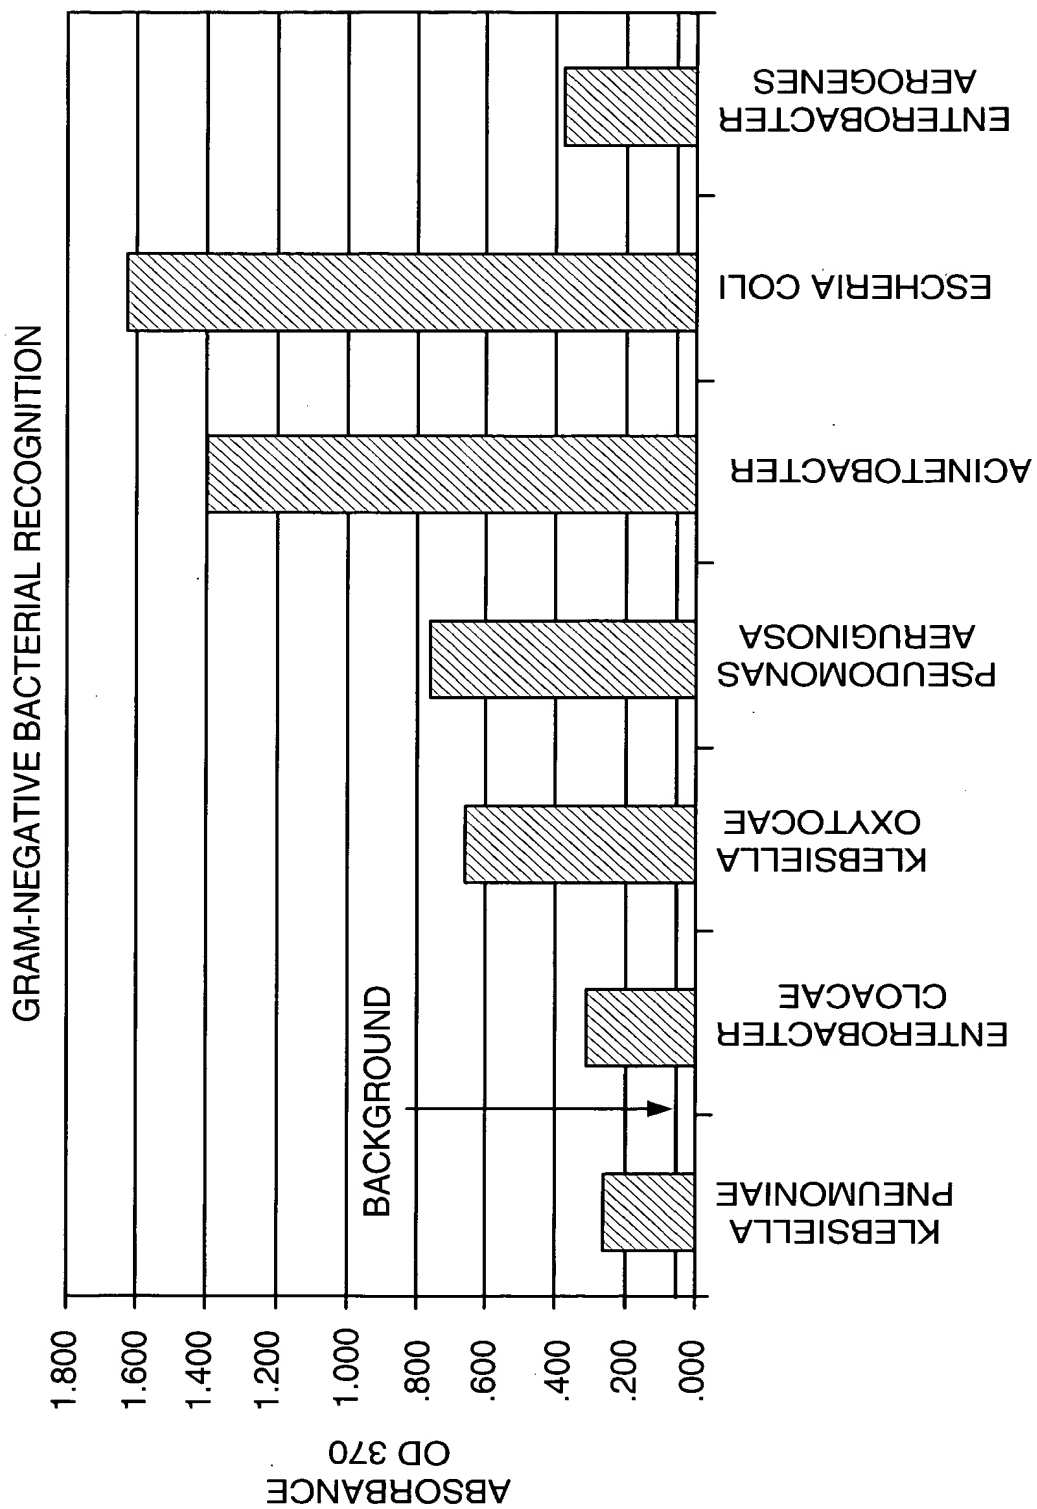 GRAM-NEGATIVE BACTERIAL RECOGNITION
ABSORBANCE
OD 370
1.800
1.600
1.400
1.200
1.000
.800
.600
.400
.200
.000
BACKGROUND
KLEBSIELLA
PNEUMONIAE
ENTEROBACTER
CLOACAE
KLEBSIELLA
OXYTOCAE
PSEUDOMONAS
AERUGINOSA
ACINETOBACTER
ESCHERIA COLI
ENTEROBACTER
AEROGENES